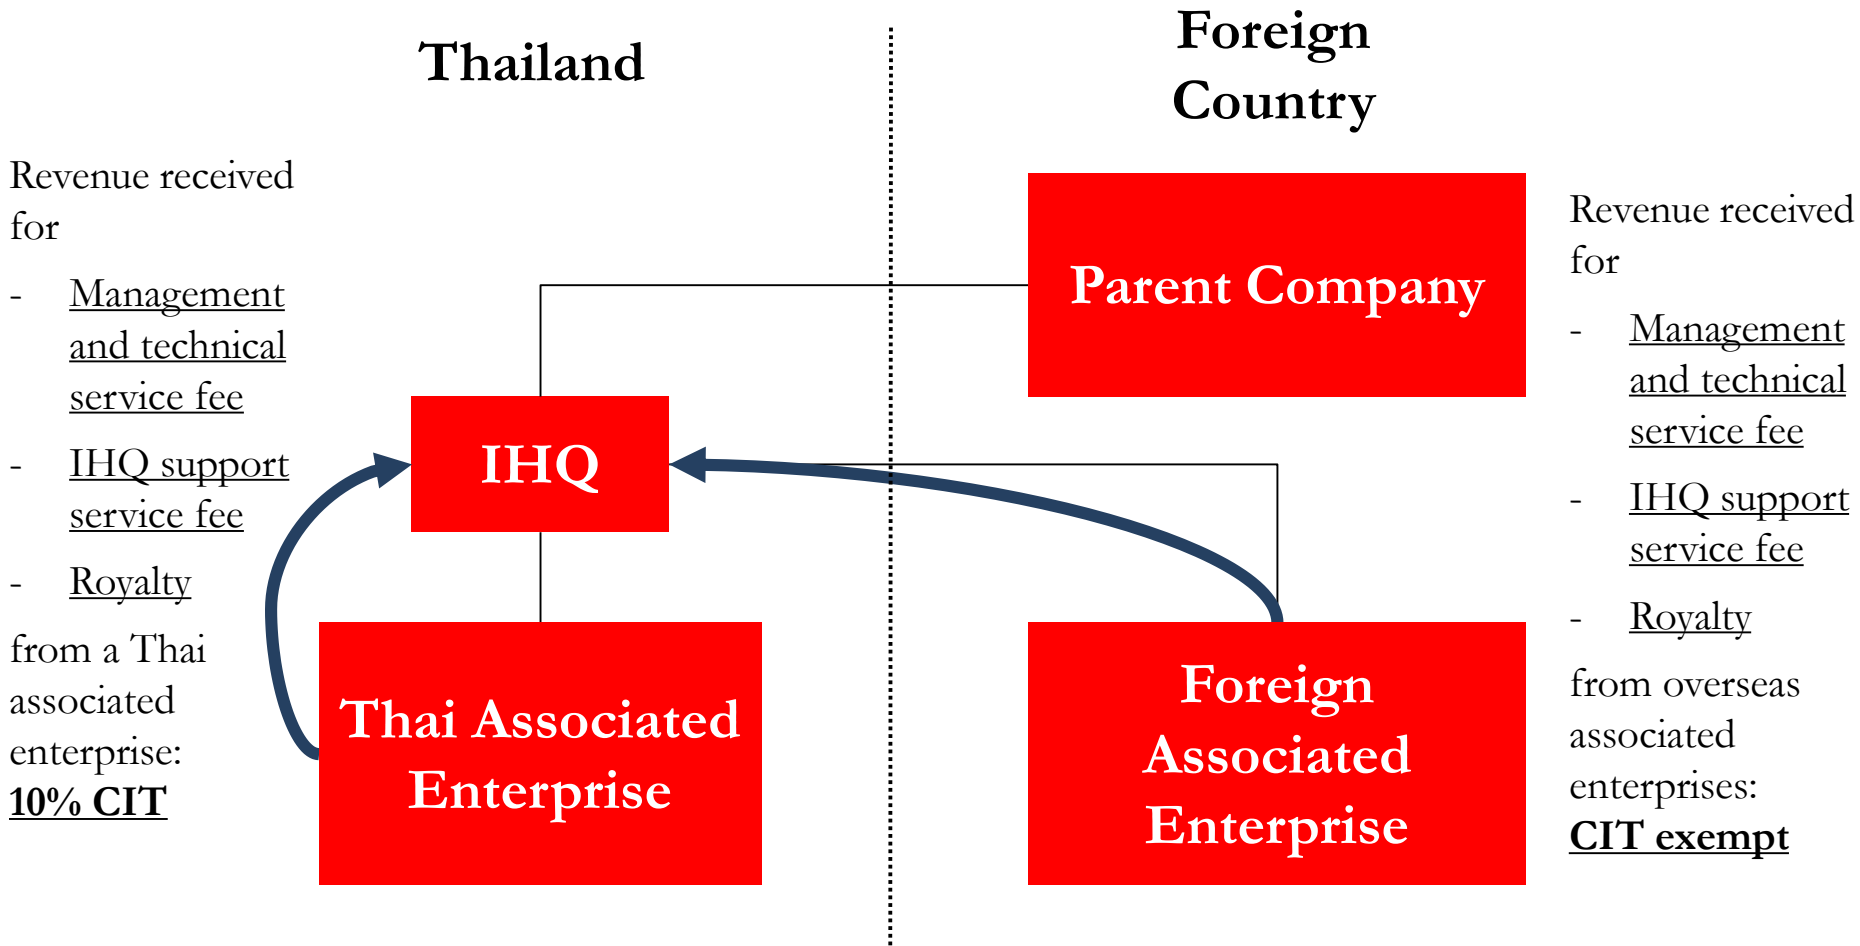 Thailand
Foreign
Country
Revenue received
for
- Management
and technical
service fee
- IHQ support
service fee
- Royalty
from a Thai
associated
enterprise:
10% CIT
Parent Company
IHQ
Thai Associated
Enterprise
Foreign
Associated
Enterprise
Revenue received
for
- Management
and technical
service fee
- IHQ support
service fee
- Royalty
from overseas
associated
enterprises:
CIT exempt